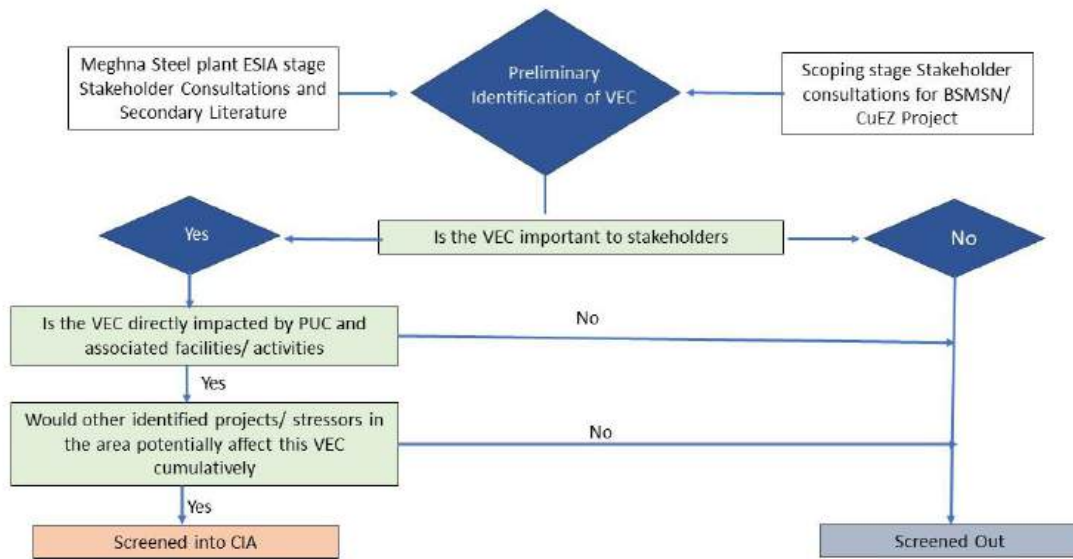 Meghna Steel plant ESIA stage
Stakeholder Consultations and
Secondary Literature
Preliminary
Identification of VEC
Scoping stage Stakeholder
consultations for BSMSN/
CuEZ Project
Yes
Is the VEC important to stakeholders
No
Is the VEC directly impacted by PUC and
associated facilities/ activities
No
Yes
Would other identified projects/ stressors in
the area potentially affect this VEC
cumulatively
No
Yes
Screened into CIA
Screened Out